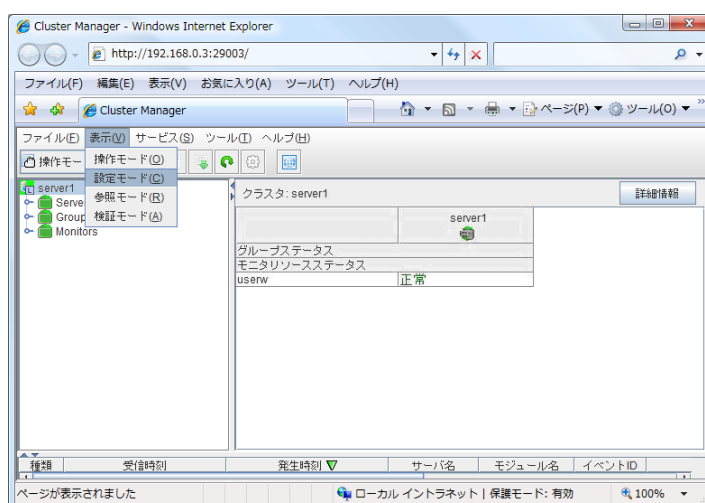 Cluster Manager - Windows Internet Explorer
http://192.168.0.3:29003/
ファイル(F) 編集(E) 表示(V) お気に入り(A) ツール(T) ヘルプ(H)
Cluster Manager
ページ(P) ツール(O) »
ファイル(F) 表示(V) サービス(S) ツール(T) ヘルプ(H)
操作モー
操作モード(O)
設定モード(C)
参照モード(R)
検証モード(A)
server1
Serve
Group
Monitors
クラスタ: server1 詳細情報
server1
グループステータス
モニタリソースステータス
userw 正常
種類 受信時刻 発生時刻 サーバ名 モジュール名 イベントID
ページが表示されました ローカル イントラネット | 保護モード: 有効 100%